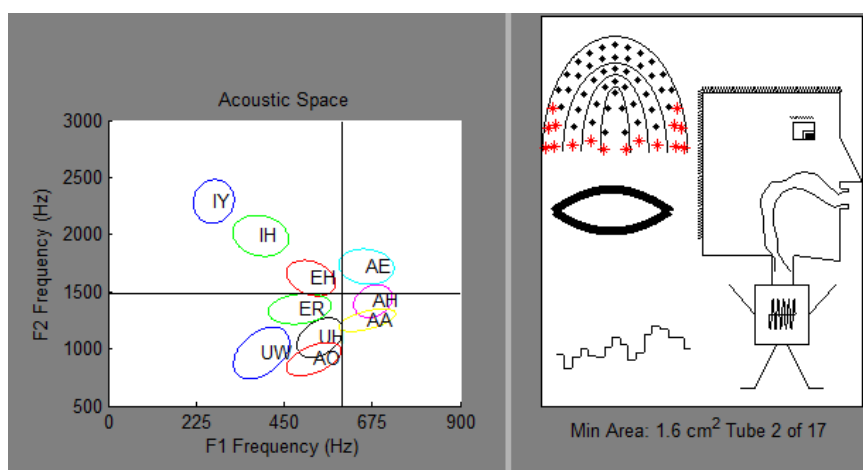 Acoustic Space
3000
2500
2000
1500
1000
500
F2 Frequency (Hz)
IY
IH
EH
AE
AH
ER
AA
UH
UW
AO
0
225
450
675
900
F1 Frequency (Hz)
Min Area: 1.6 cm² Tube 2 of 17